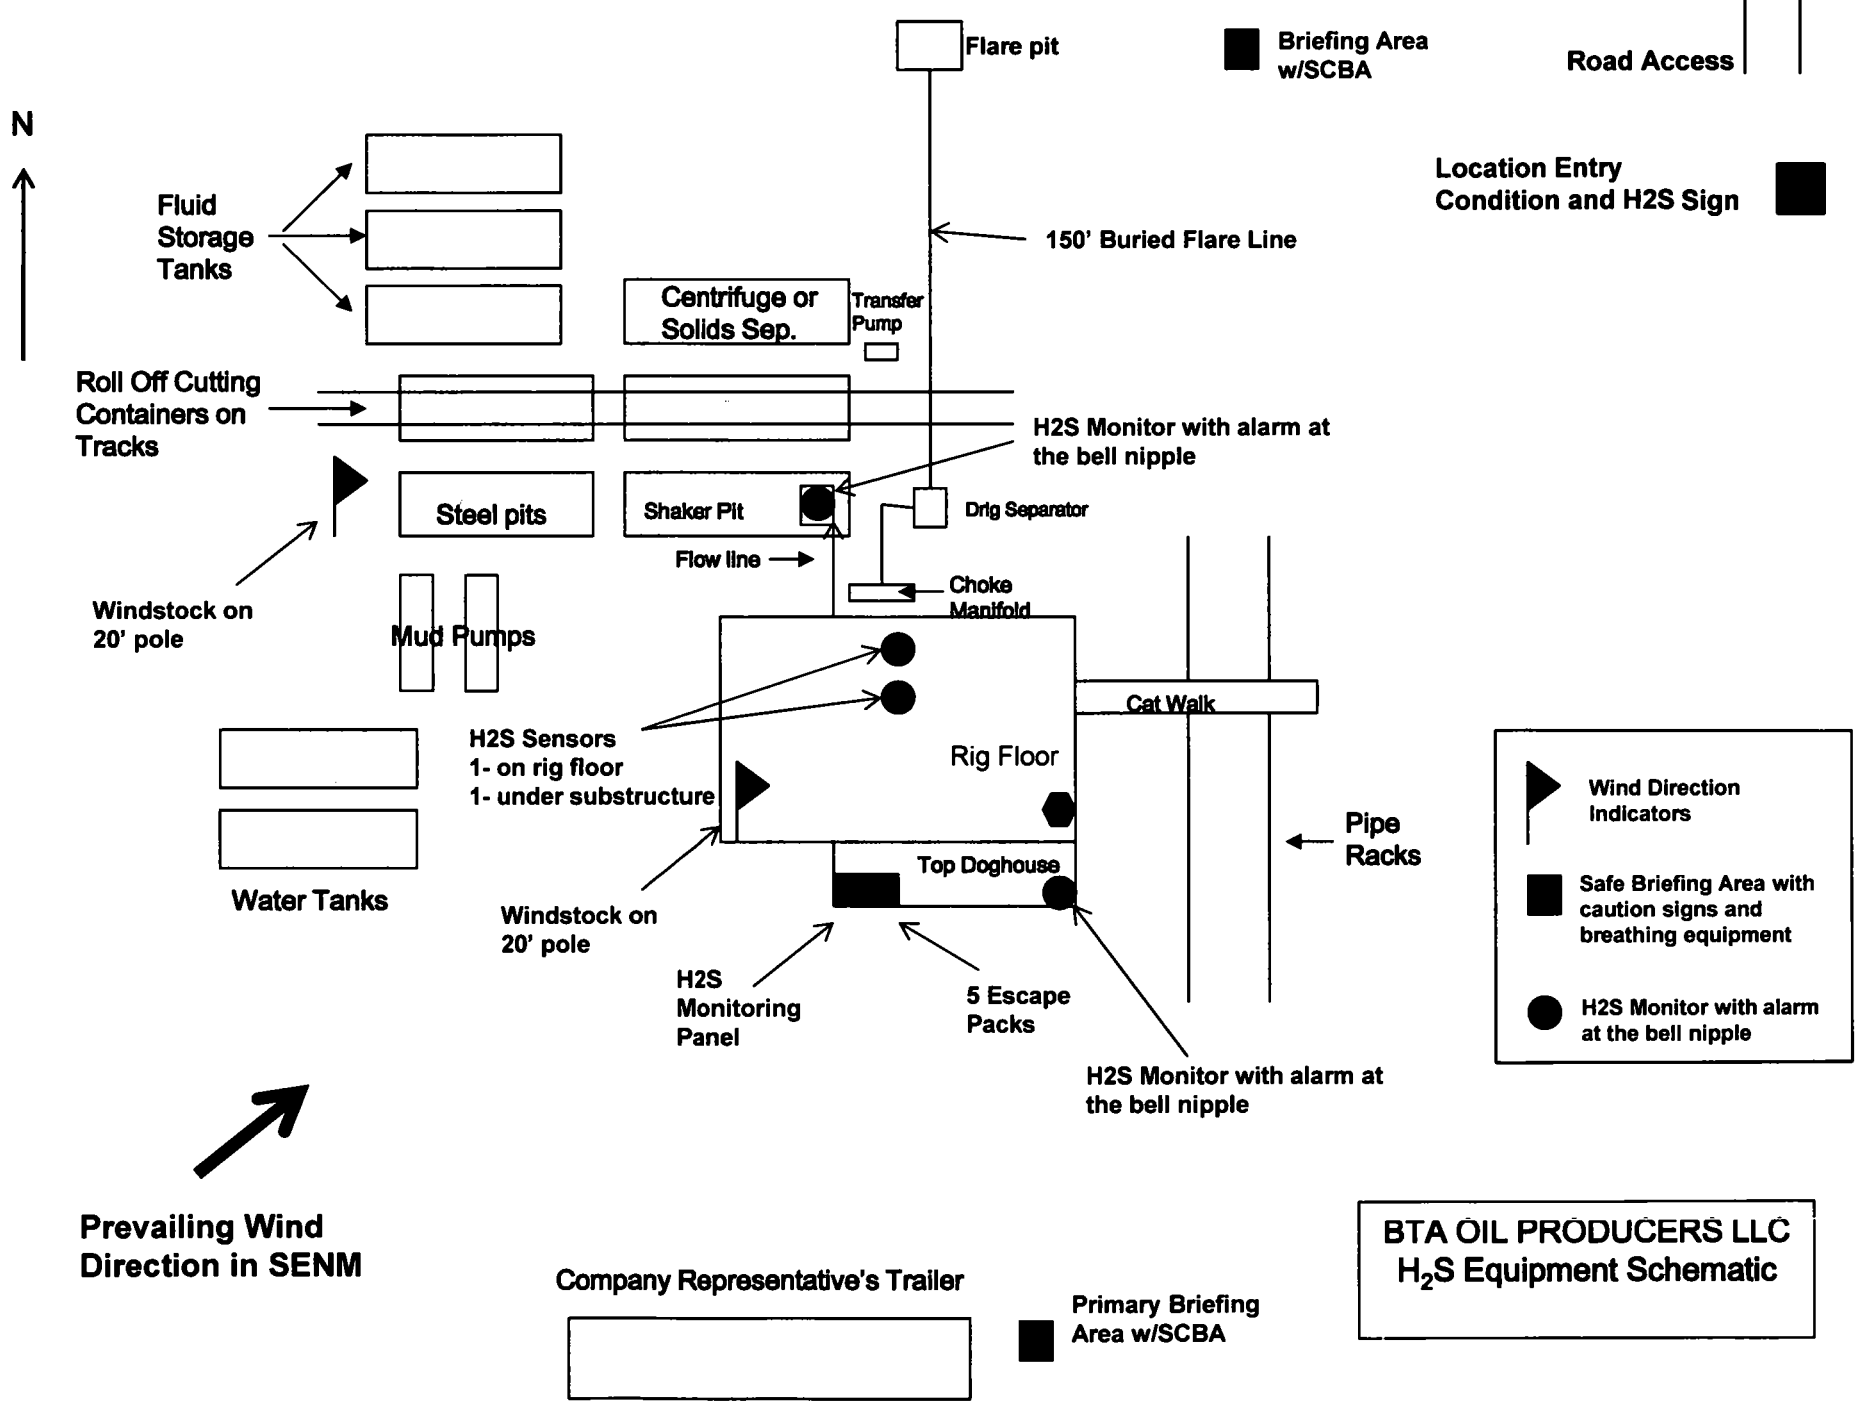 Flare pit
Briefing Area
w/SCBA
Road Access
N
Location Entry
Condition and H2S Sign
Fluid
Storage
Tanks
150' Buried Flare Line
Centrifuge or
Solids Sep.
Transfer
Pump
Roll Off Cutting
Containers on
Tracks
H2S Monitor with alarm at
the bell nipple
Steel pits
Shaker Pit
Drlg Separator
Flow line
Choke
Manifold
Windstock on
20' pole
Mud Pumps
Cat Walk
H2S Sensors
1- on rig floor
1- under substructure
Rig Floor
Wind Direction
Indicators
Pipe
Racks
Top Doghouse
Safe Briefing Area with
caution signs and
breathing equipment
Water Tanks
Windstock on
20' pole
H2S
Monitoring
Panel
5 Escape
Packs
H2S Monitor with alarm
at the bell nipple
H2S Monitor with alarm at
the bell nipple
Prevailing Wind
Direction in SENM
BTA OIL PRODUCERS LLC
H₂S Equipment Schematic
Company Representative's Trailer
Primary Briefing
Area w/SCBA